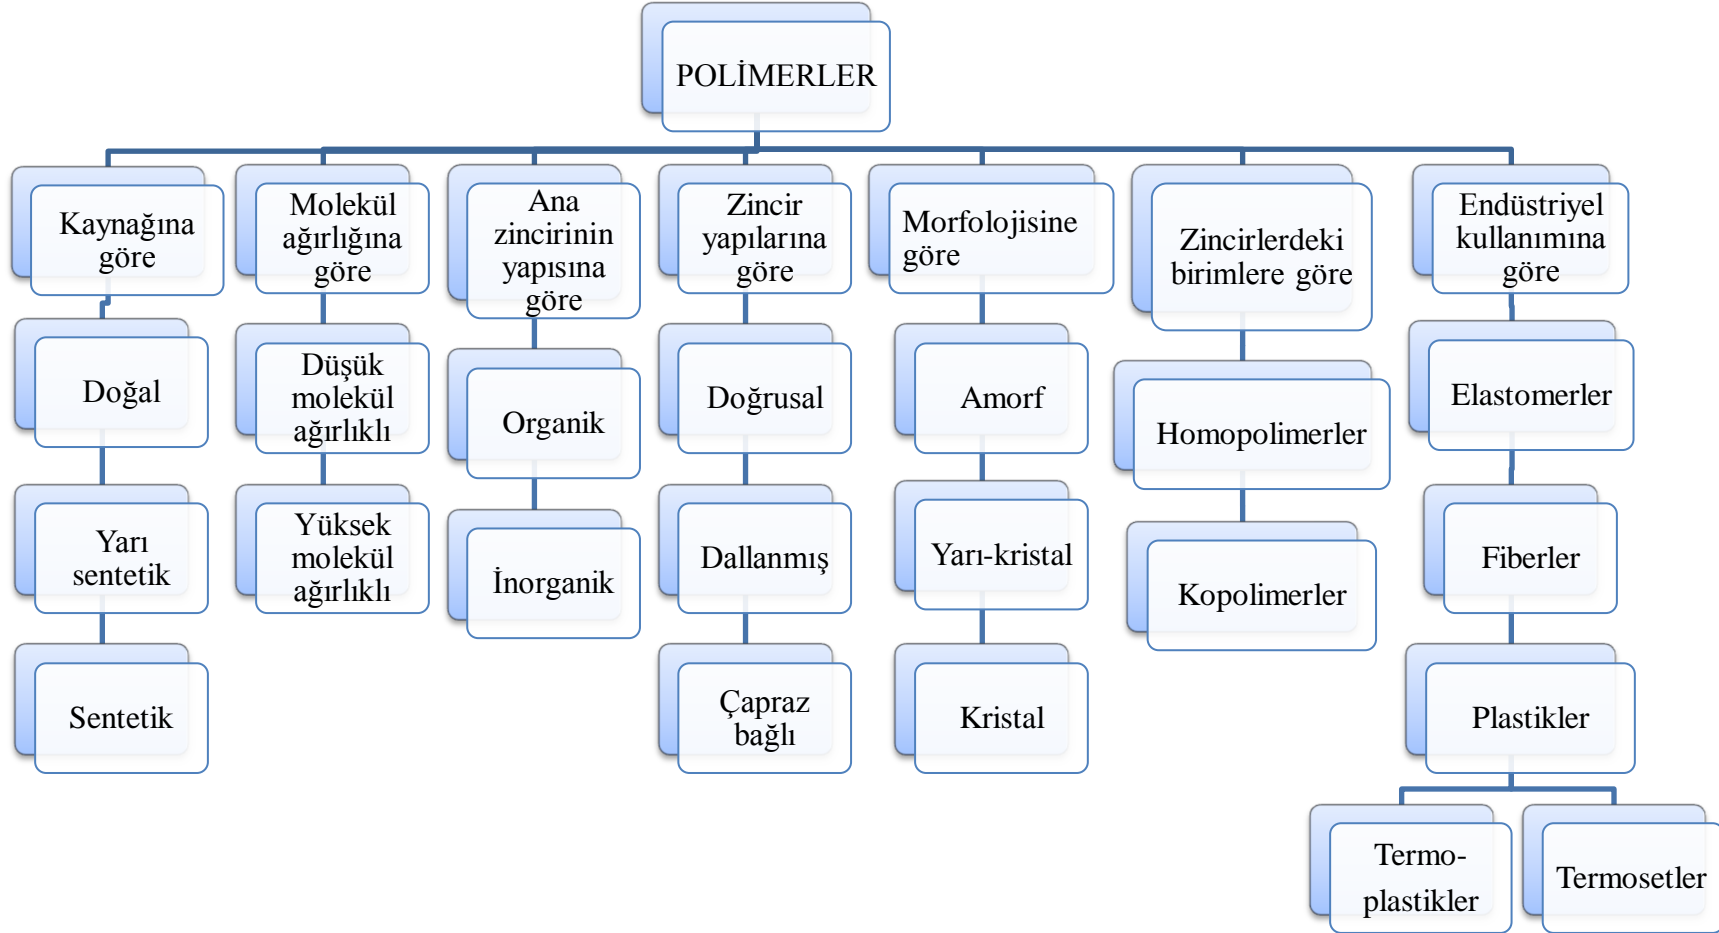 POLİMERLER
Kaynağına
göre
Molekül
ağırlığına
göre
Ana
zincirinin
yapısına
göre
Zincir
yapılarına
göre
Morfolojisine
göre
Zincirlerdeki
birimlere göre
Endüstriyel
kullanımına
göre
Doğal
Düşük
molekül
ağırlıklı
Organik
Doğrusal
Amorf
Homopolimerler
Elastomerler
Yarı
sentetik
Yüksek
molekül
ağırlıklı
İnorganik
Dallanmış
Yarı-kristal
Kopolimerler
Fiberler
Sentetik
Çapraz
bağlı
Kristal
Plastikler
Termo-
plastikler
Termosetler